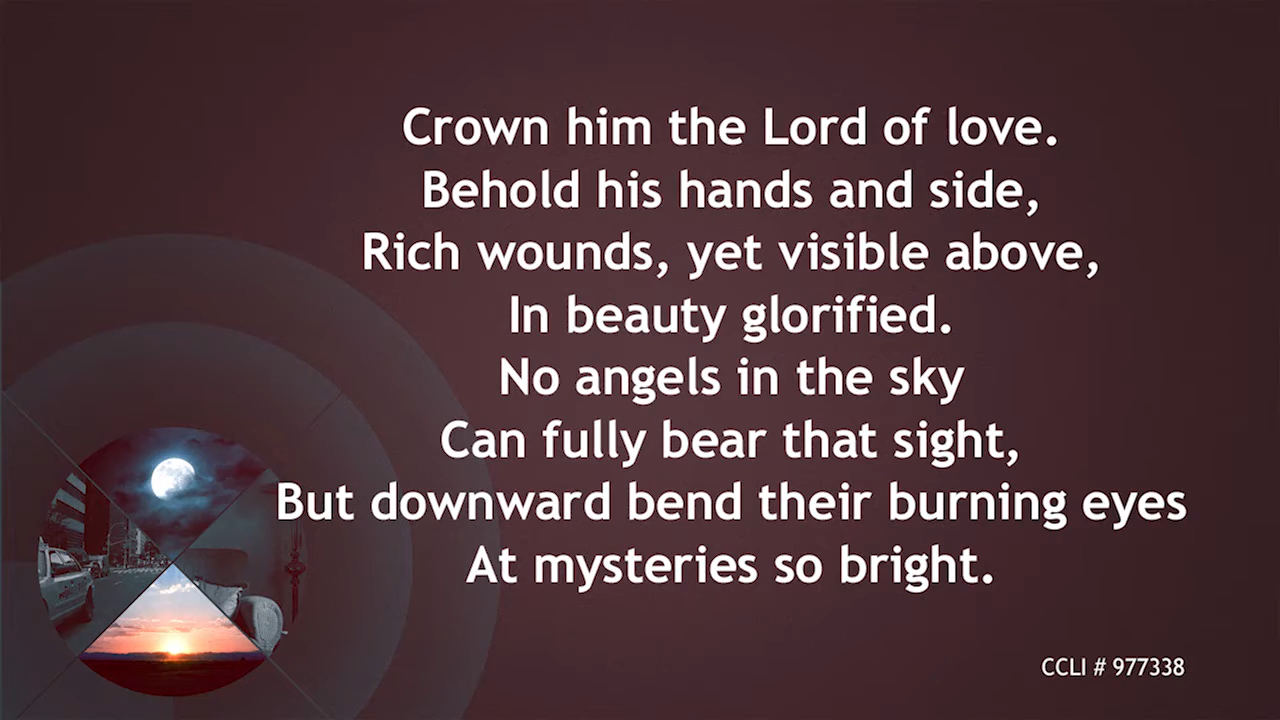 Crown him the Lord of love.
Behold his hands and side,
Rich wounds, yet visible above,
In beauty glorified.
No angels in the sky
Can fully bear that sight,
But downward bend their burning eyes
At mysteries so bright.
CCLI # 977338